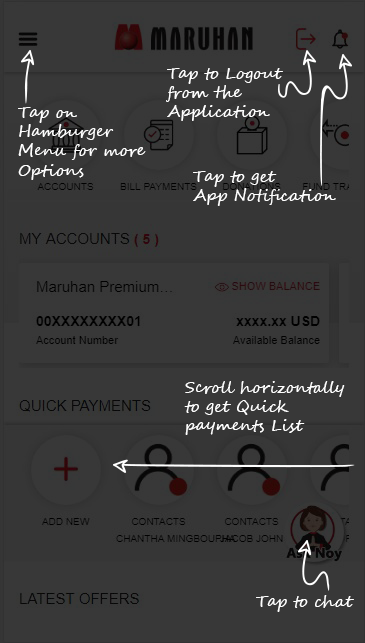 MARUHAN
Tap to Logout
from the
Application
Tap on
Hamburger
Menu for more
Options
Tap to get
App Notification
ACCOUNTS
BILL PAYMENTS
DONATIONS
FUND TRA
MY ACCOUNTS ( 5 )
Maruhan Premium...
SHOW BALANCE
00XXXXXXXX01
xxxx.xx USD
Account Number
Available Balance
Scroll horizontally
to get Quick
payments List
QUICK PAYMENTS
ADD NEW
CONTACTS
CONTACTS
CHANTHA MINGBOUPHA
JACOB JOHN
Ask Noy
Tap to chat
LATEST OFFERS